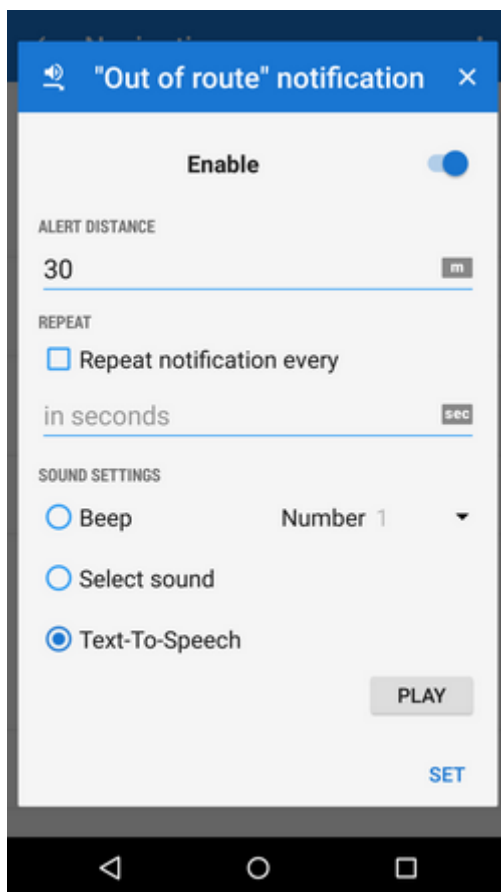 "Out of route" notification
Enable
ALERT DISTANCE
30 m
REPEAT
Repeat notification every
in seconds sec
SOUND SETTINGS
Beep Number 1
Select sound
Text-To-Speech
PLAY
SET